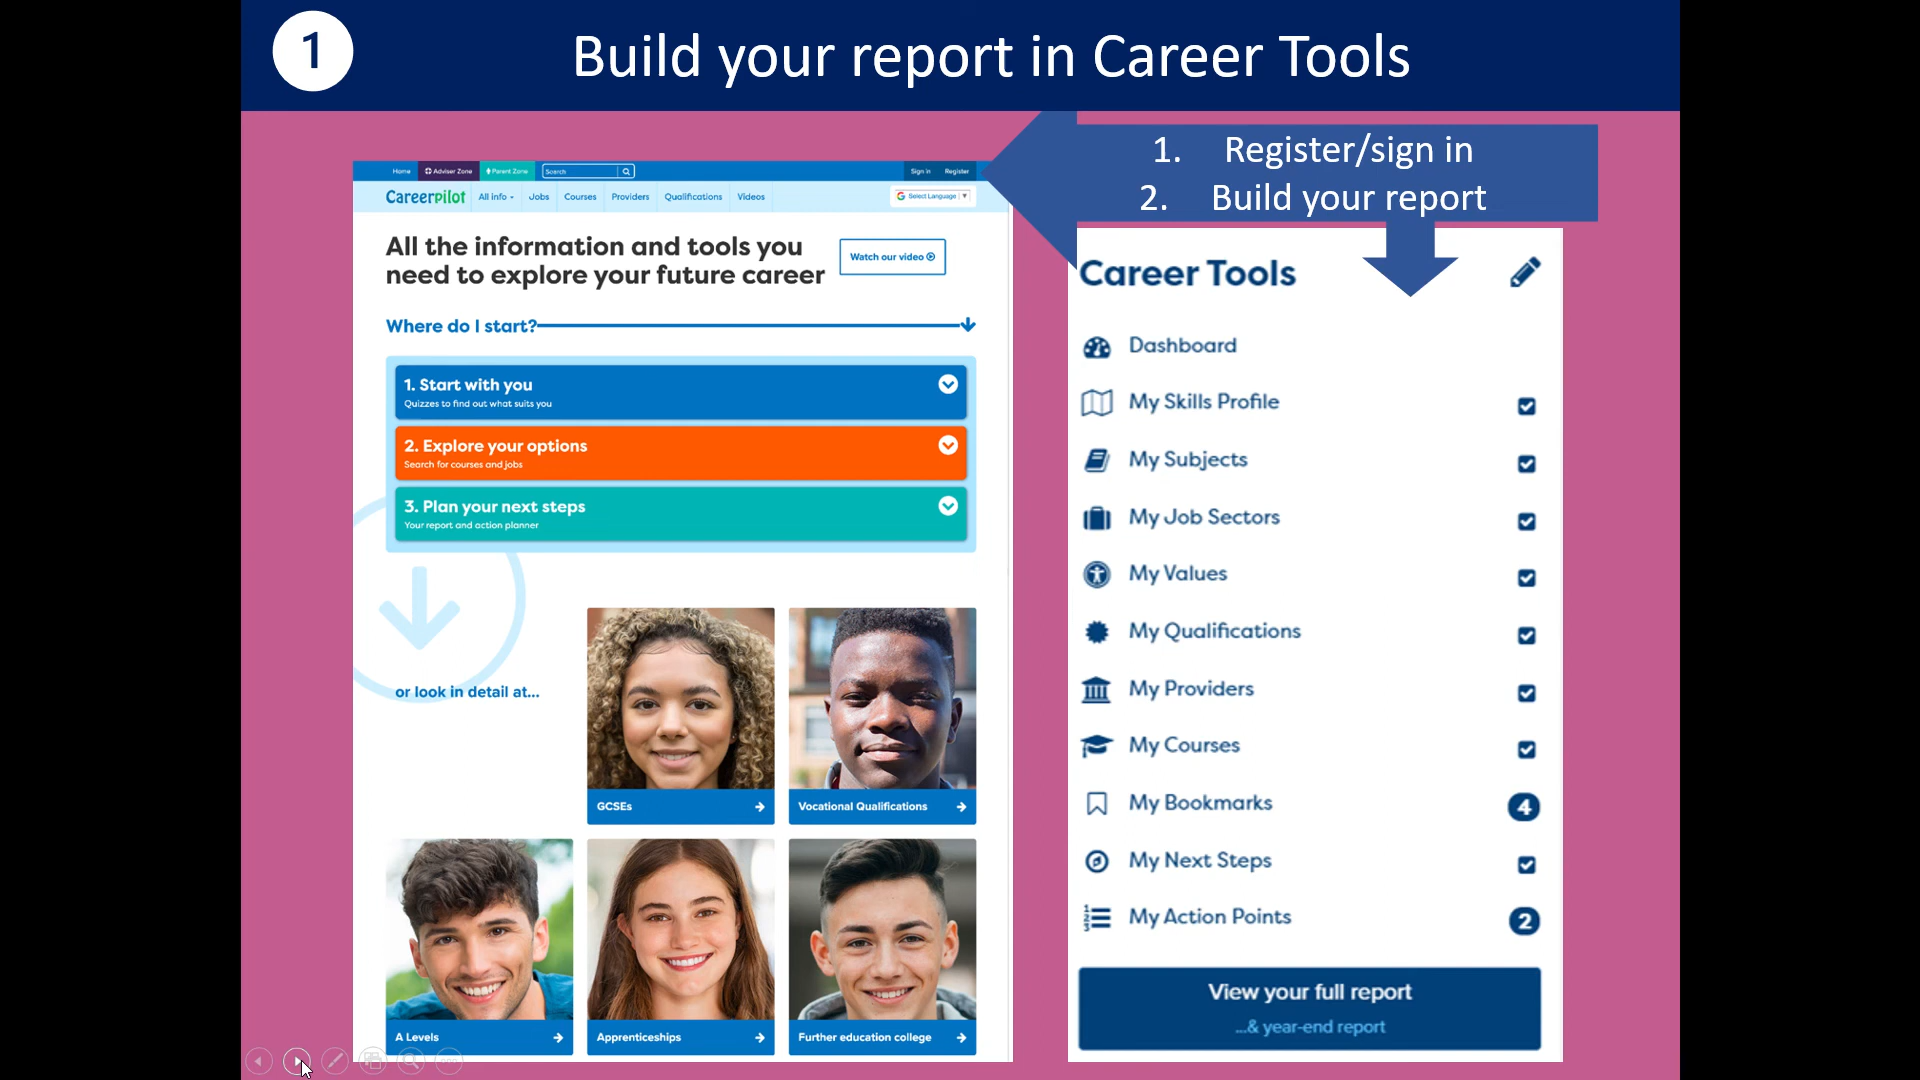 1
Build your report in Career Tools
1. Register/sign in
2. Build your report
Home
Adviser Zone
Parent Zone
Search
Sign in
Register
Careerpilot
All info
Jobs
Courses
Providers
Qualifications
Videos
G Select Language
All the information and tools you
need to explore your future career
Watch our video
Where do I start?
1. Start with you
Quizzes to find out what suits you
2. Explore your options
Search for courses and jobs
3. Plan your next steps
Your report and action planner
or look in detail at...
GCSEs
Vocational Qualifications
A Levels
Apprenticeships
Further education college
Career Tools
Dashboard
My Skills Profile
My Subjects
My Job Sectors
My Values
My Qualifications
My Providers
My Courses
My Bookmarks
4
My Next Steps
My Action Points
2
View your full report
...& year-end report